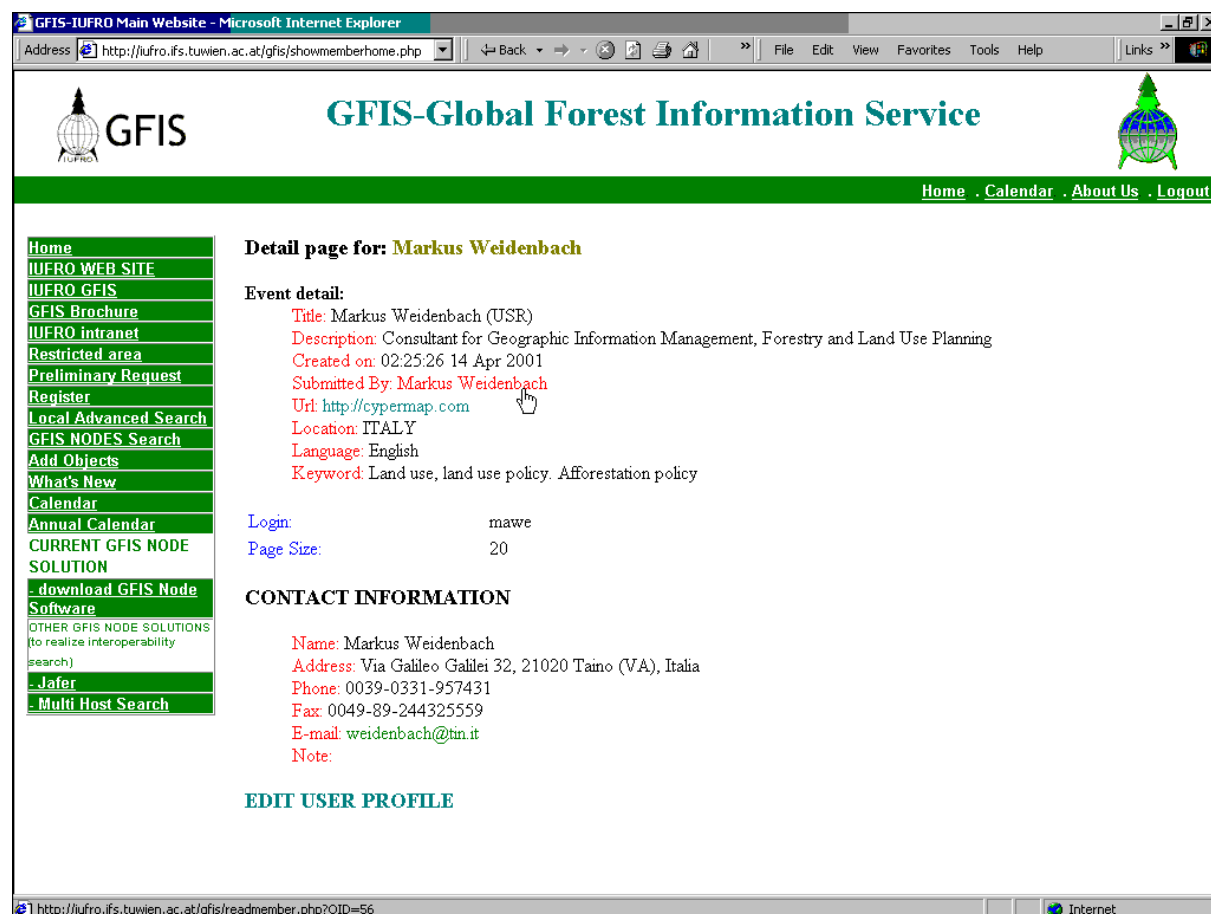 GFIS-IUFRO Main Website - Microsoft Internet Explorer
Address http://iufro.ifs.tuwien.ac.at/gfis/showmemberhome.php Back » File Edit View Favorites Tools Help Links »
GFIS
IUFRO
GFIS-Global Forest Information Service
Home . Calendar . About Us . Logout
Home
IUFRO WEB SITE
IUFRO GFIS
GFIS Brochure
IUFRO intranet
Restricted area
Preliminary Request
Register
Local Advanced Search
GFIS NODES Search
Add Objects
What's New
Calendar
Annual Calendar
CURRENT GFIS NODE
SOLUTION
- download GFIS Node
Software
OTHER GFIS NODE SOLUTIONS
(to realize interoperability
search)
- Jafer
- Multi Host Search
Detail page for: Markus Weidenbach
Event detail:
Title: Markus Weidenbach (USR)
Description: Consultant for Geographic Information Management, Forestry and Land Use Planning
Created on: 02:25:26 14 Apr 2001
Submitted By: Markus Weidenbach
Url: http://cypermap.com
Location: ITALY
Language: English
Keyword: Land use, land use policy. Afforestation policy
Login: mawe
Page Size: 20
CONTACT INFORMATION
Name: Markus Weidenbach
Address: Via Galileo Galilei 32, 21020 Taino (VA), Italia
Phone: 0039-0331-957431
Fax: 0049-89-244325559
E-mail: weidenbach@tin.it
Note:
EDIT USER PROFILE
http://iufro.ifs.tuwien.ac.at/gfis/readmember.php?OID=56 Internet